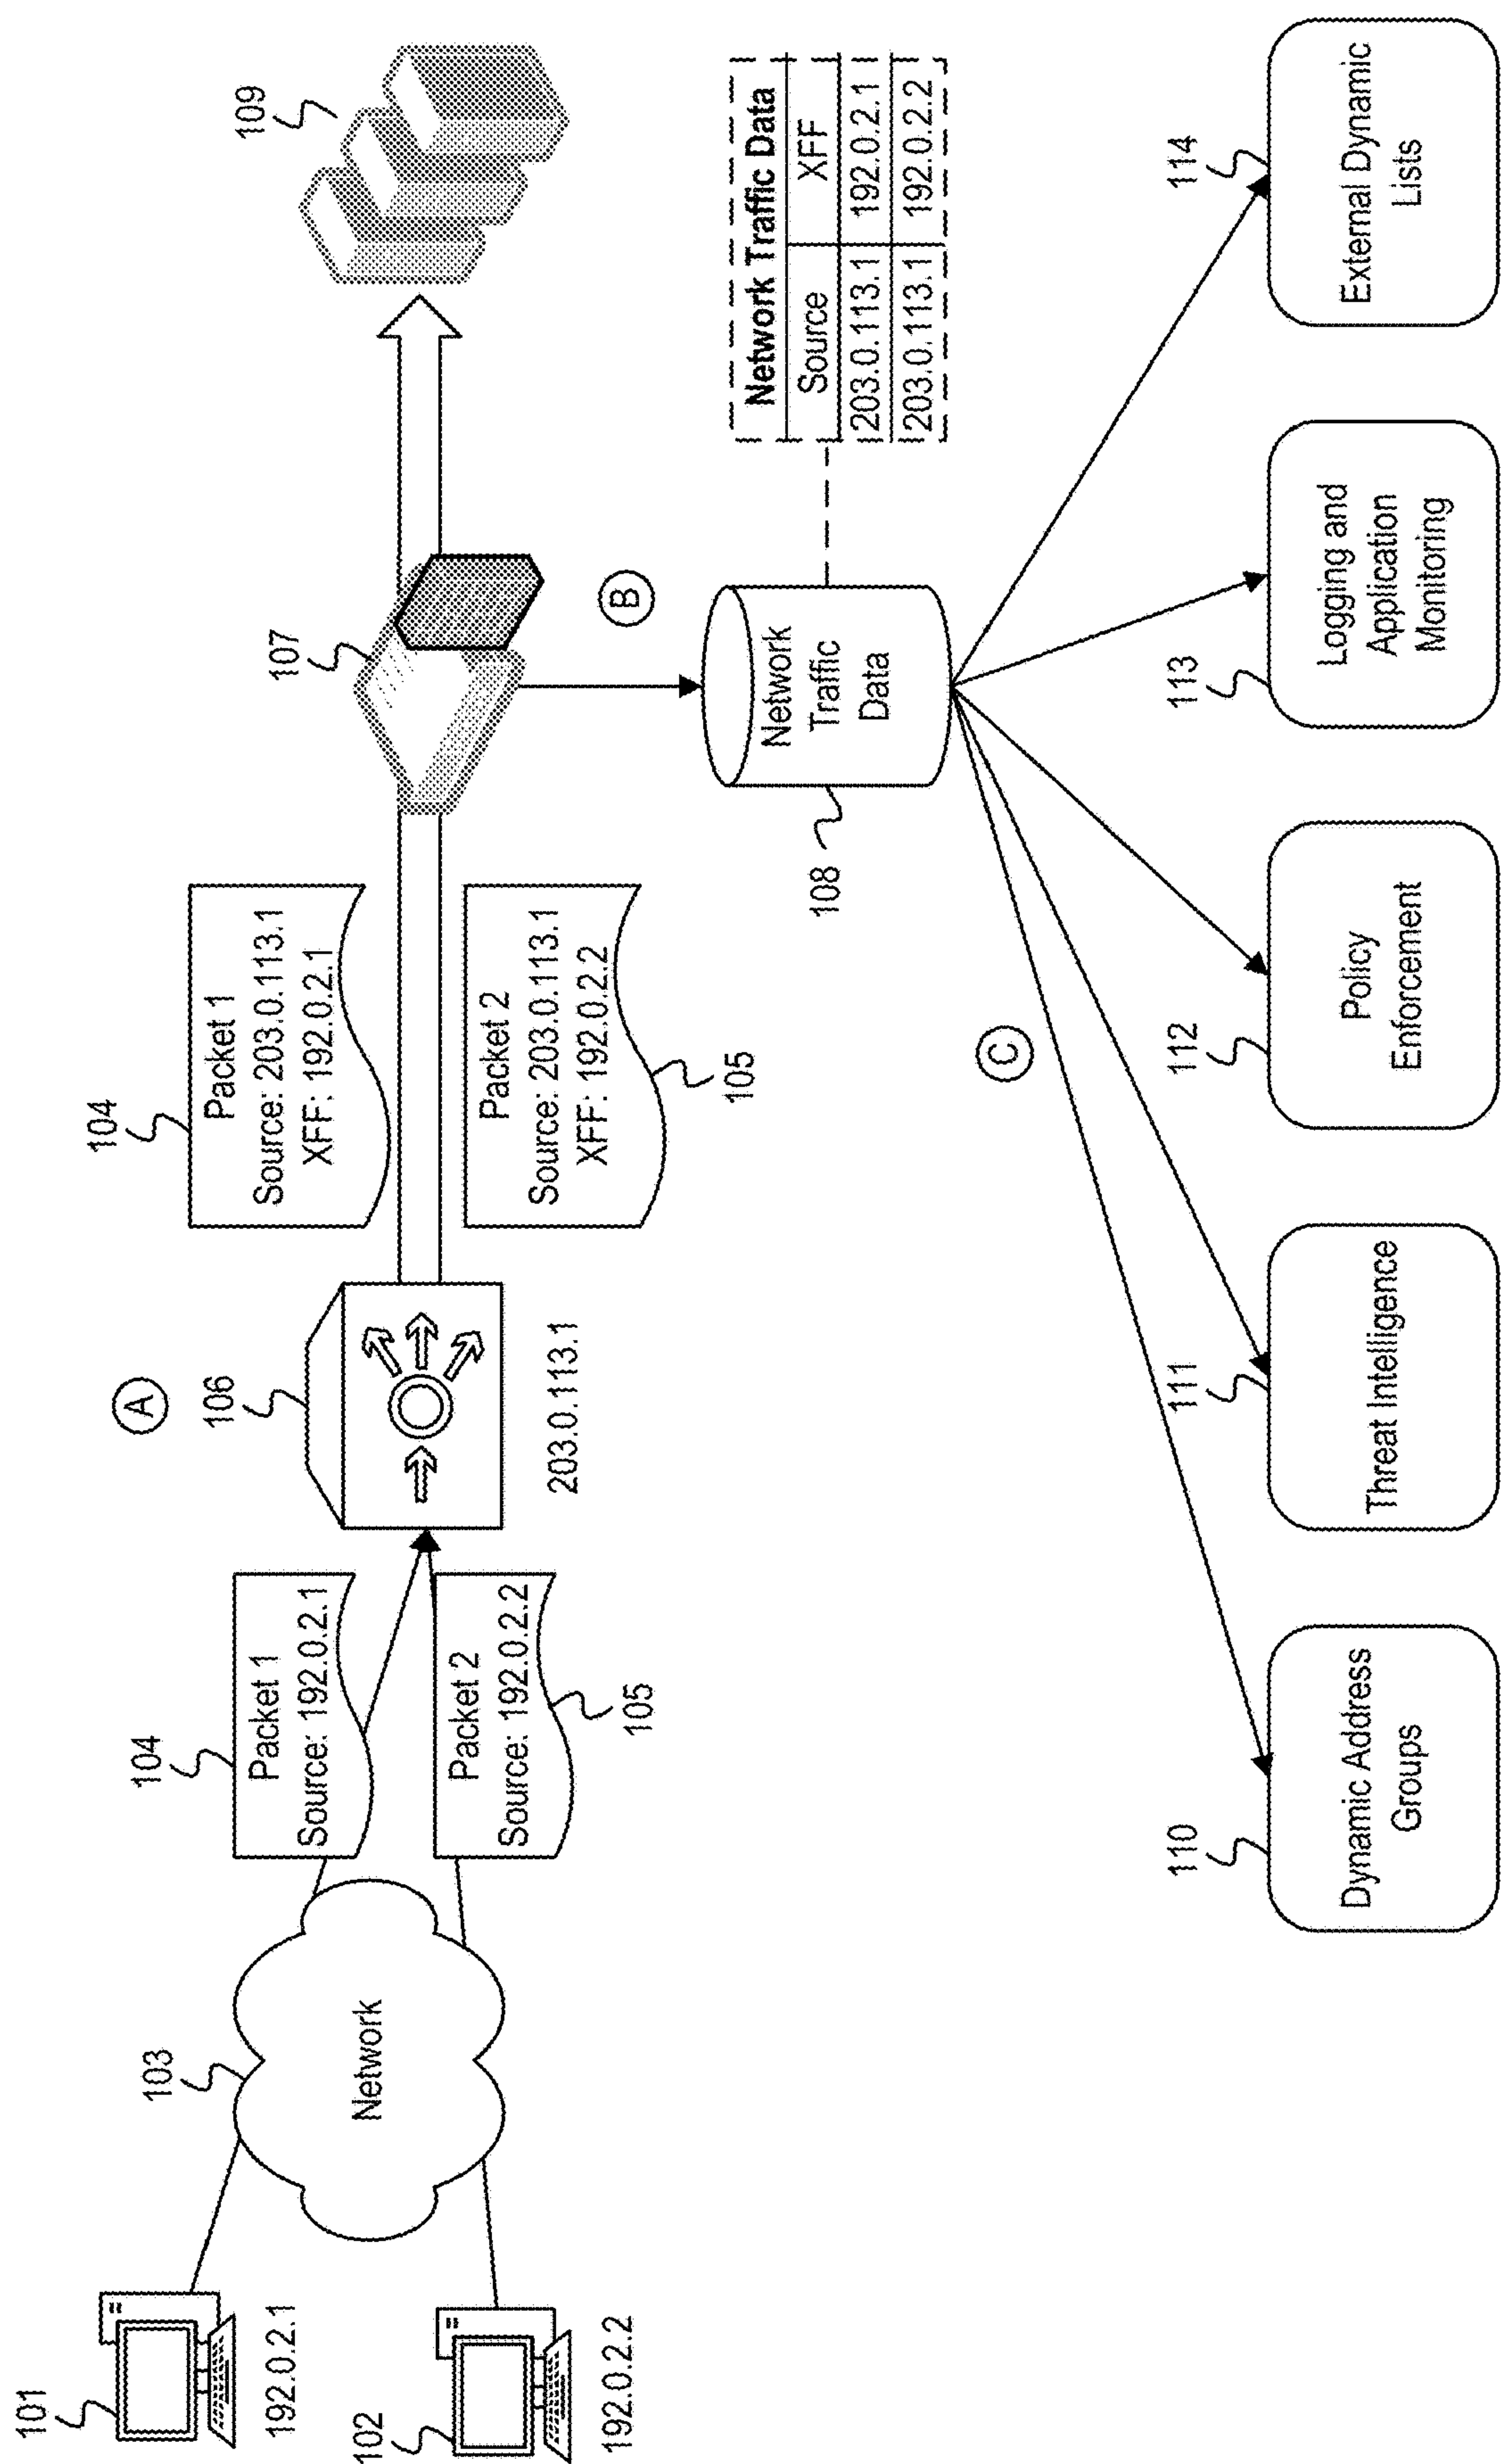 101
192.0.2.1
102
192.0.2.2
103
Network
104
Packet 1
Source: 192.0.2.1
Packet 2
Source: 192.0.2.2
105
A
106
203.0.113.1
104
Packet 1
Source: 203.0.113.1
XFF: 192.0.2.1
Packet 2
Source: 203.0.113.1
XFF: 192.0.2.2
105
107
109
B
108
Network
Traffic
Data
Network Traffic Data
Source XFF
203.0.113.1 192.0.2.1
203.0.113.1 192.0.2.2
C
110
Dynamic Address
Groups
111
Threat Intelligence
112
Policy
Enforcement
113
Logging and
Application
Monitoring
114
External Dynamic
Lists